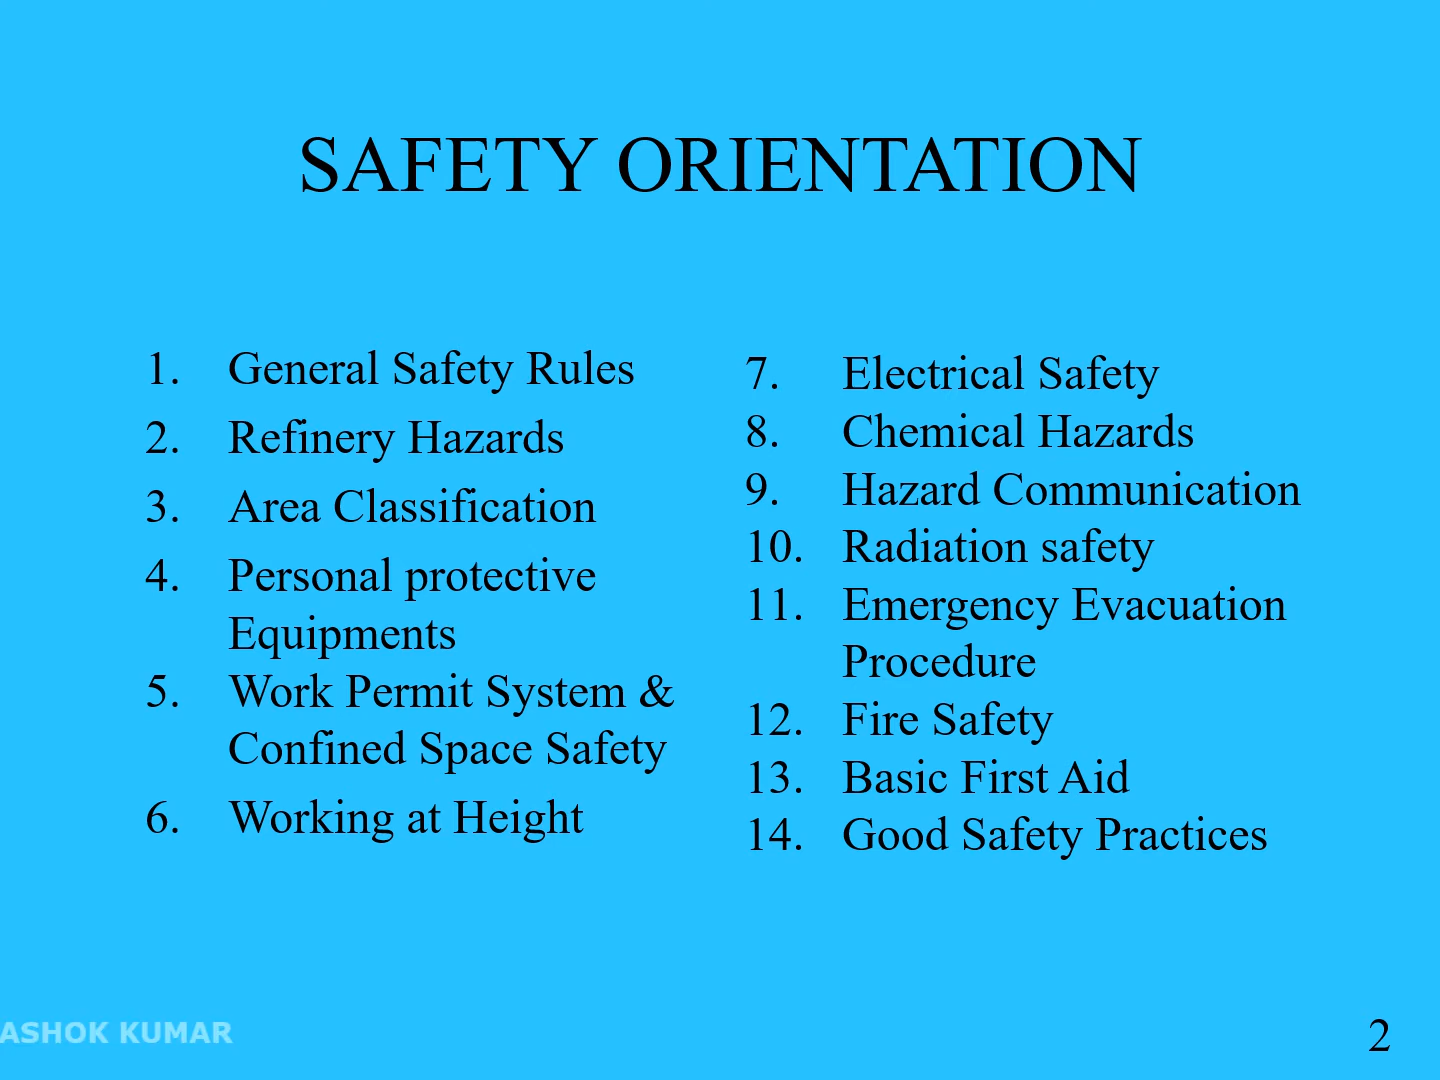 SAFETY ORIENTATION
1. General Safety Rules
2. Refinery Hazards
3. Area Classification
4. Personal protective
Equipments
5. Work Permit System &
Confined Space Safety
6. Working at Height
7. Electrical Safety
8. Chemical Hazards
9. Hazard Communication
10. Radiation safety
11. Emergency Evacuation
Procedure
12. Fire Safety
13. Basic First Aid
14. Good Safety Practices
ASHOK KUMAR
2